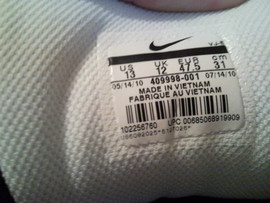 US UK EUR cm
13 12 47.5 31
05/14/10 409998-001 07/14/10
MADE IN VIETNAM
FABRIQUE AU VIETNAM
102256760 UPC 00685068919909